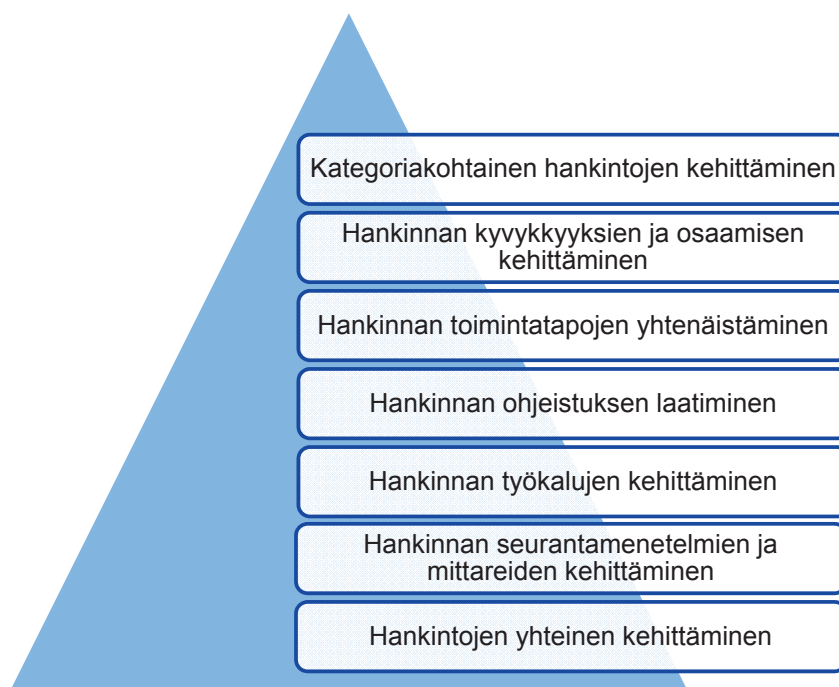 Kategoriakohtainen hankintojen kehittäminen
Hankinnan kyvykkyyksien ja osaamisen
kehittäminen
Hankinnan toimintatapojen yhtenäistäminen
Hankinnan ohjeistuksen laatiminen
Hankinnan työkalujen kehittäminen
Hankinnan seurantamenetelmien ja
mittareiden kehittäminen
Hankintojen yhteinen kehittäminen